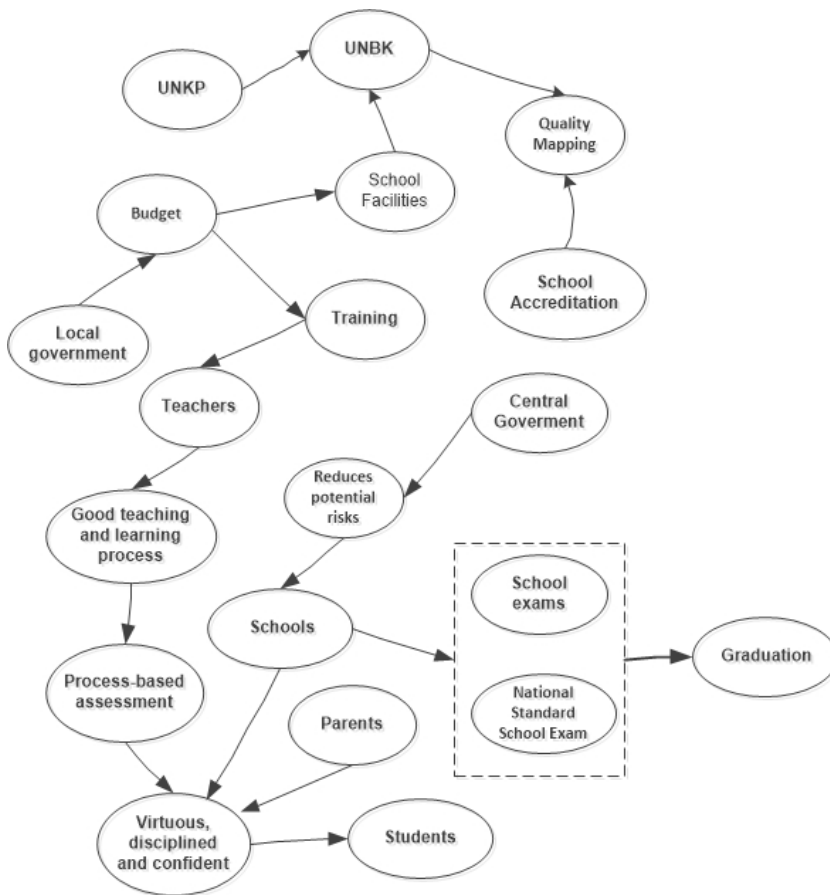 UNBK
UNKP
Quality
Mapping
School
Facilities
Budget
School
Accreditation
Training
Local
government
Teachers
Central
Goverment
Reduces
potential
risks
Good teaching
and learning
process
School
exams
Schools
Graduation
Process-based
assessment
National
Standard
School Exam
Parents
Virtuous,
disciplined
and confident
Students